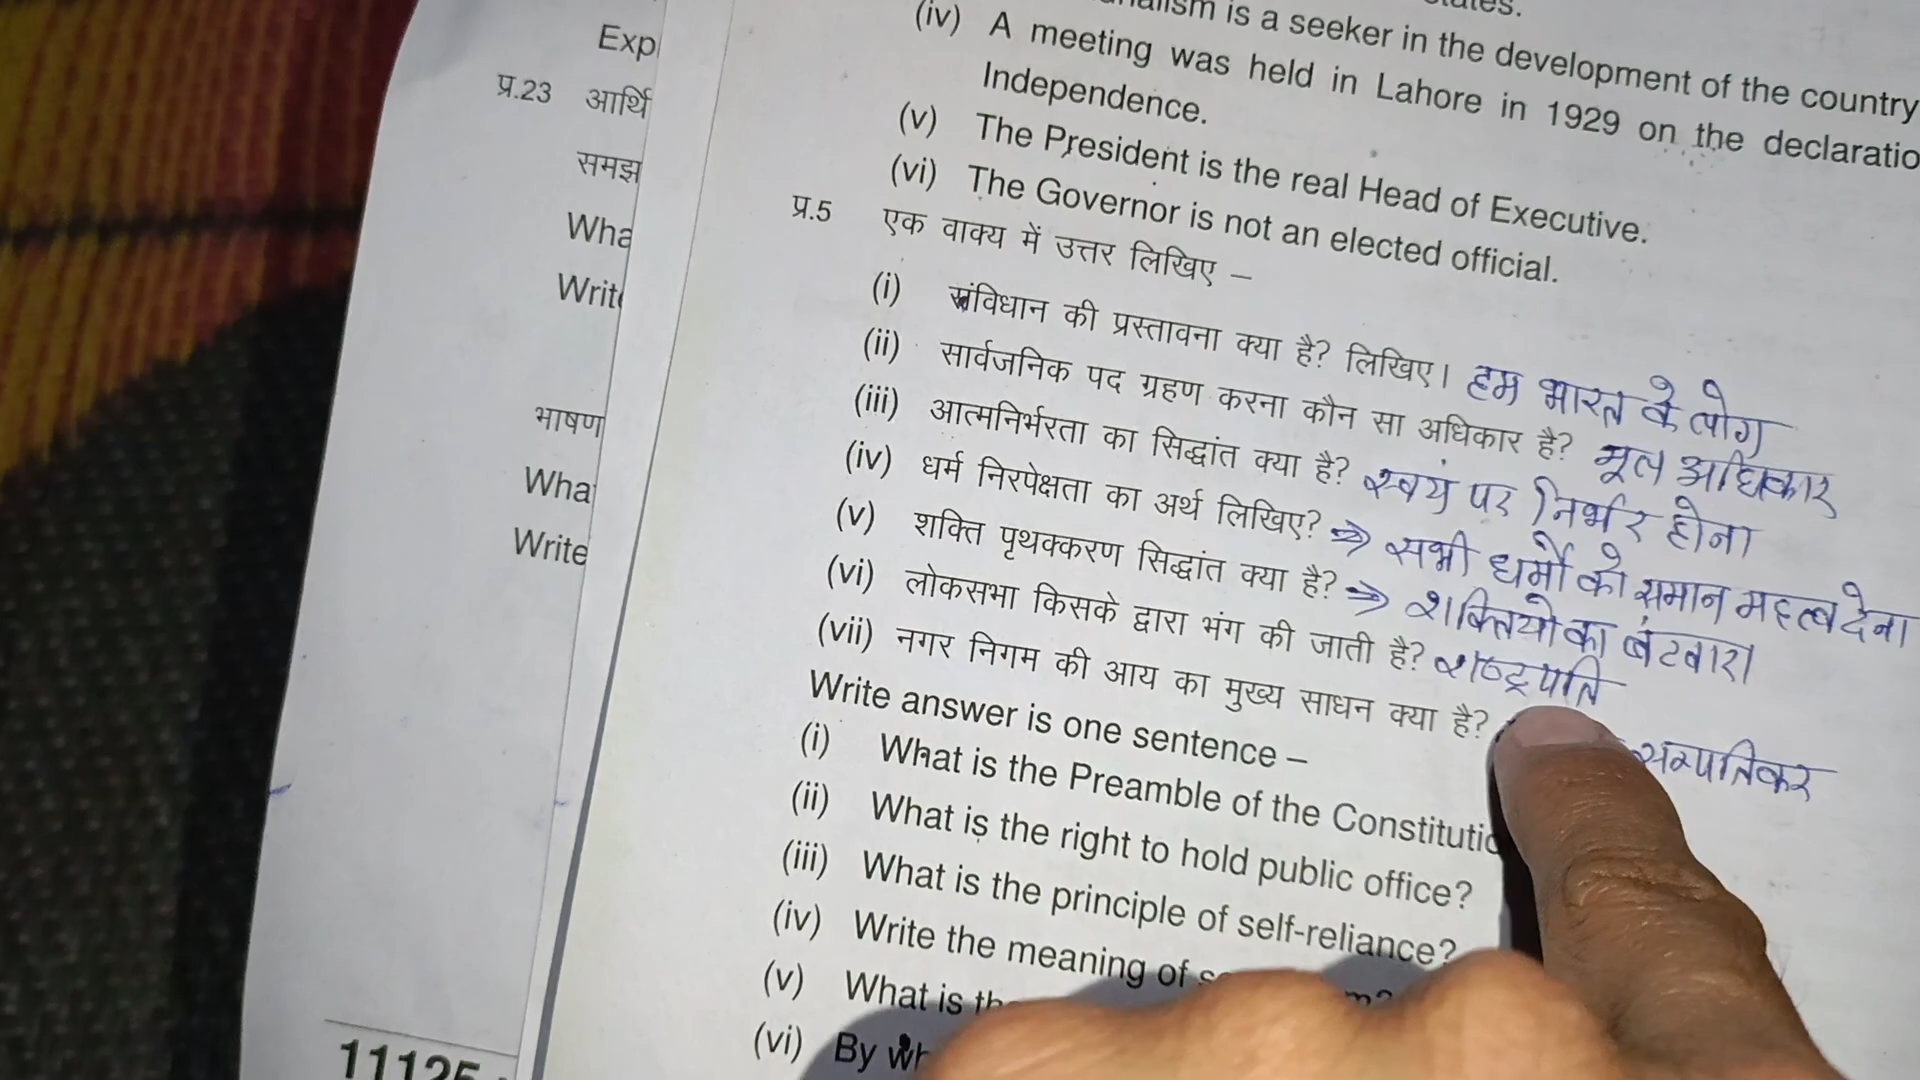 Exp
प्र.23 आर्थि
समझ
Wha
Write
भाषण
Wha
Write
11125
is a seeker in the development of the country
(iv) A meeting was held in Lahore in 1929 on the declaratio
Independence.
(v) The President is the real Head of Executive.
(vi) The Governor is not an elected official.
प्र.5 एक वाक्य में उत्तर लिखिए –
(i) संविधान की प्रस्तावना क्या है? लिखिए। हम भारत के लोग
(ii) सार्वजनिक पद ग्रहण करना कौन सा अधिकार है? मूल अधिकार
(iii) आत्मनिर्भरता का सिद्धांत क्या है? स्वयं पर निर्भर होना
(iv) धर्म निरपेक्षता का अर्थ लिखिए? ⇒ सभी धर्मो को समान महत्व देना
(v) शक्ति पृथक्करण सिद्धांत क्या है? ⇒ शक्तियो का बंटवारा
(vi) लोकसभा किसके द्वारा भंग की जाती है? राष्ट्रपति
(vii) नगर निगम की आय का मुख्य साधन क्या है? सम्पतिकर
Write answer is one sentence –
(i) What is the Preamble of the Constitutio
(ii) What is the right to hold public office?
(iii) What is the principle of self-reliance?
(iv) Write the meaning of
(v) What is th
(vi) By wh